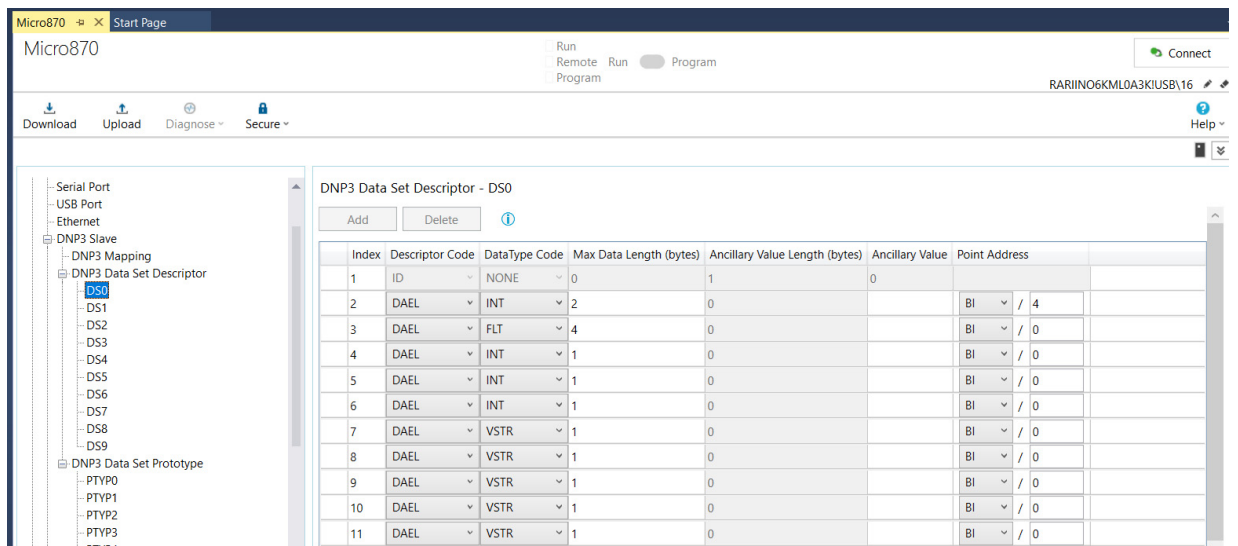 Micro870 Start Page
Micro870
Run
Remote Run Program
Program
Connect
RARIINO6KML0A3K!USB\16
Download Upload Diagnose Secure
Help
Serial Port
USB Port
Ethernet
DNP3 Slave
DNP3 Mapping
DNP3 Data Set Descriptor
DS0
DS1
DS2
DS3
DS4
DS5
DS6
DS7
DS8
DS9
DNP3 Data Set Prototype
PTYP0
PTYP1
PTYP2
PTYP3
DNP3 Data Set Descriptor - DS0
Add Delete
Index Descriptor Code DataType Code Max Data Length (bytes) Ancillary Value Length (bytes) Ancillary Value Point Address
1 ID NONE 0 1 0
2 DAEL INT 2 0 BI / 4
3 DAEL FLT 4 0 BI / 0
4 DAEL INT 1 0 BI / 0
5 DAEL INT 1 0 BI / 0
6 DAEL INT 1 0 BI / 0
7 DAEL VSTR 1 0 BI / 0
8 DAEL VSTR 1 0 BI / 0
9 DAEL VSTR 1 0 BI / 0
10 DAEL VSTR 1 0 BI / 0
11 DAEL VSTR 1 0 BI / 0